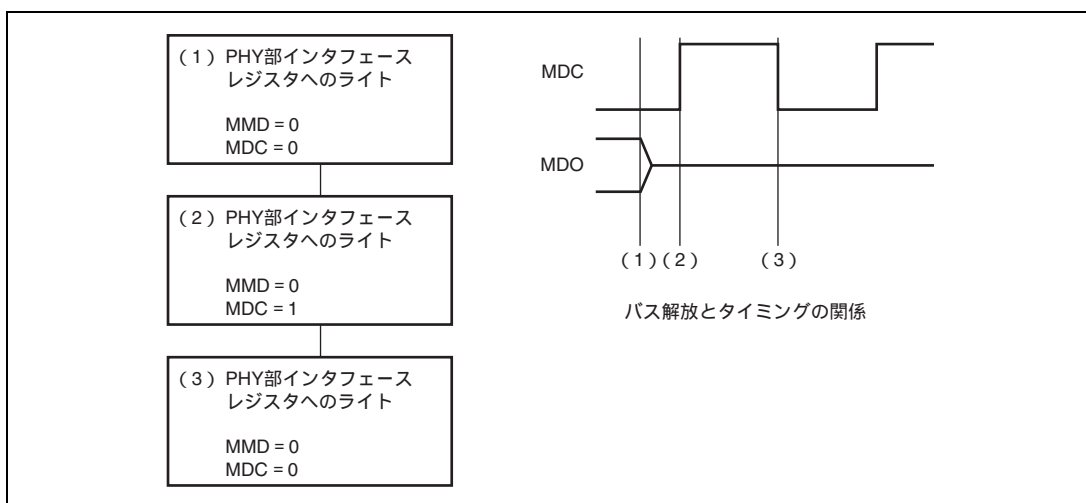 (1)PHY部インタフェース
レジスタへのライト
MMD = 0
MDC = 0
(2)PHY部インタフェース
レジスタへのライト
MMD = 0
MDC = 1
(3)PHY部インタフェース
レジスタへのライト
MMD = 0
MDC = 0
MDC
MDO
(1)(2) (3)
バス解放とタイミングの関係